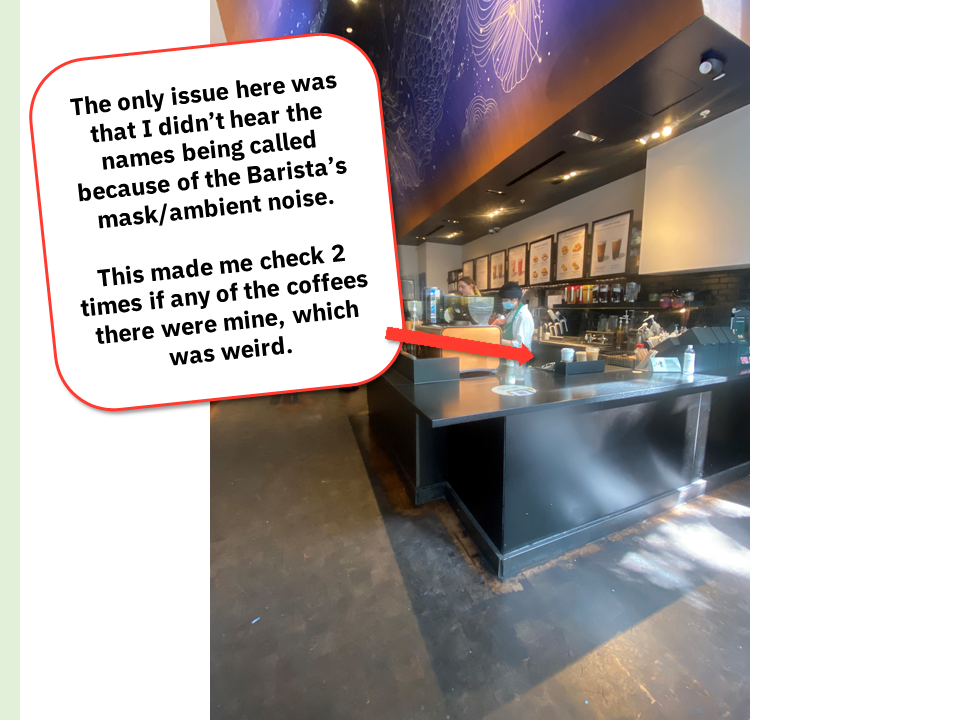 The only issue here was
that I didn’t hear the
names being called
because of the Barista’s
mask/ambient noise.
This made me check 2
times if any of the coffees
there were mine, which
was weird.